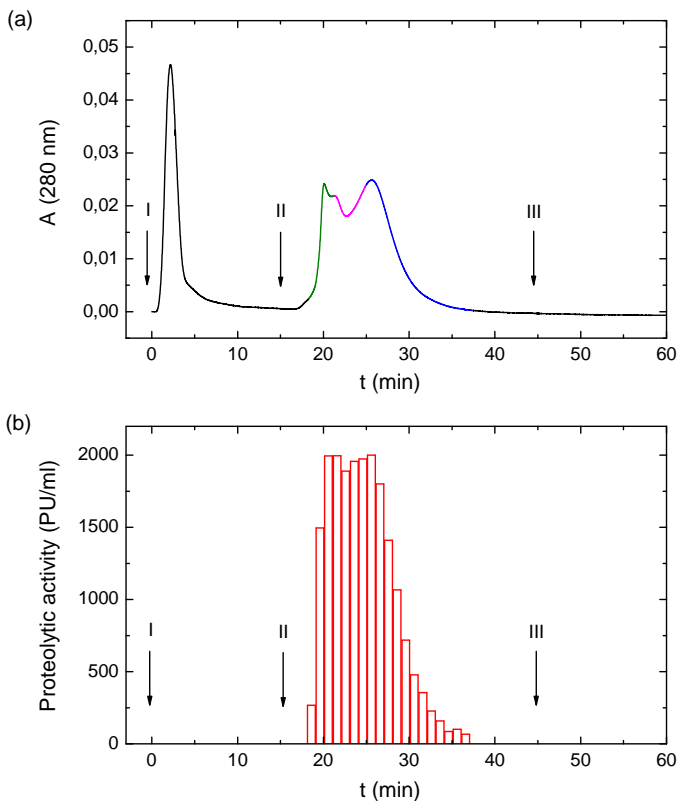 (a)
0,05
0,04
0,03
0,02
0,01
0,00
A (280 nm)
I
II
III
0 10 20 30 40 50 60
t (min)
(b)
2000
1500
1000
500
0
Proteolytic activity (PU/ml)
I
II
III
0 10 20 30 40 50 60
t (min)